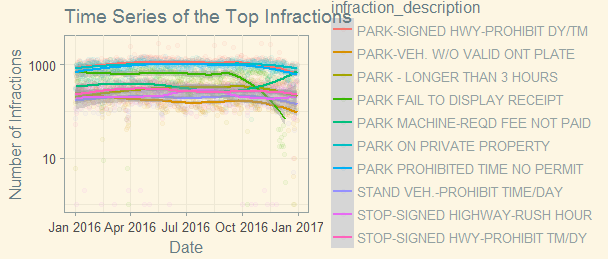 Time Series of the Top Infractions
infraction_description
PARK-SIGNED HWY-PROHIBIT DY/TM
PARK-VEH. W/O VALID ONT PLATE
PARK - LONGER THAN 3 HOURS
PARK FAIL TO DISPLAY RECEIPT
PARK MACHINE-REQD FEE NOT PAID
PARK ON PRIVATE PROPERTY
PARK PROHIBITED TIME NO PERMIT
STAND VEH.-PROHIBIT TIME/DAY
STOP-SIGNED HIGHWAY-RUSH HOUR
STOP-SIGNED HWY-PROHIBIT TM/DY
Number of Infractions
1000
10
Jan 2016 Apr 2016 Jul 2016 Oct 2016 Jan 2017
Date